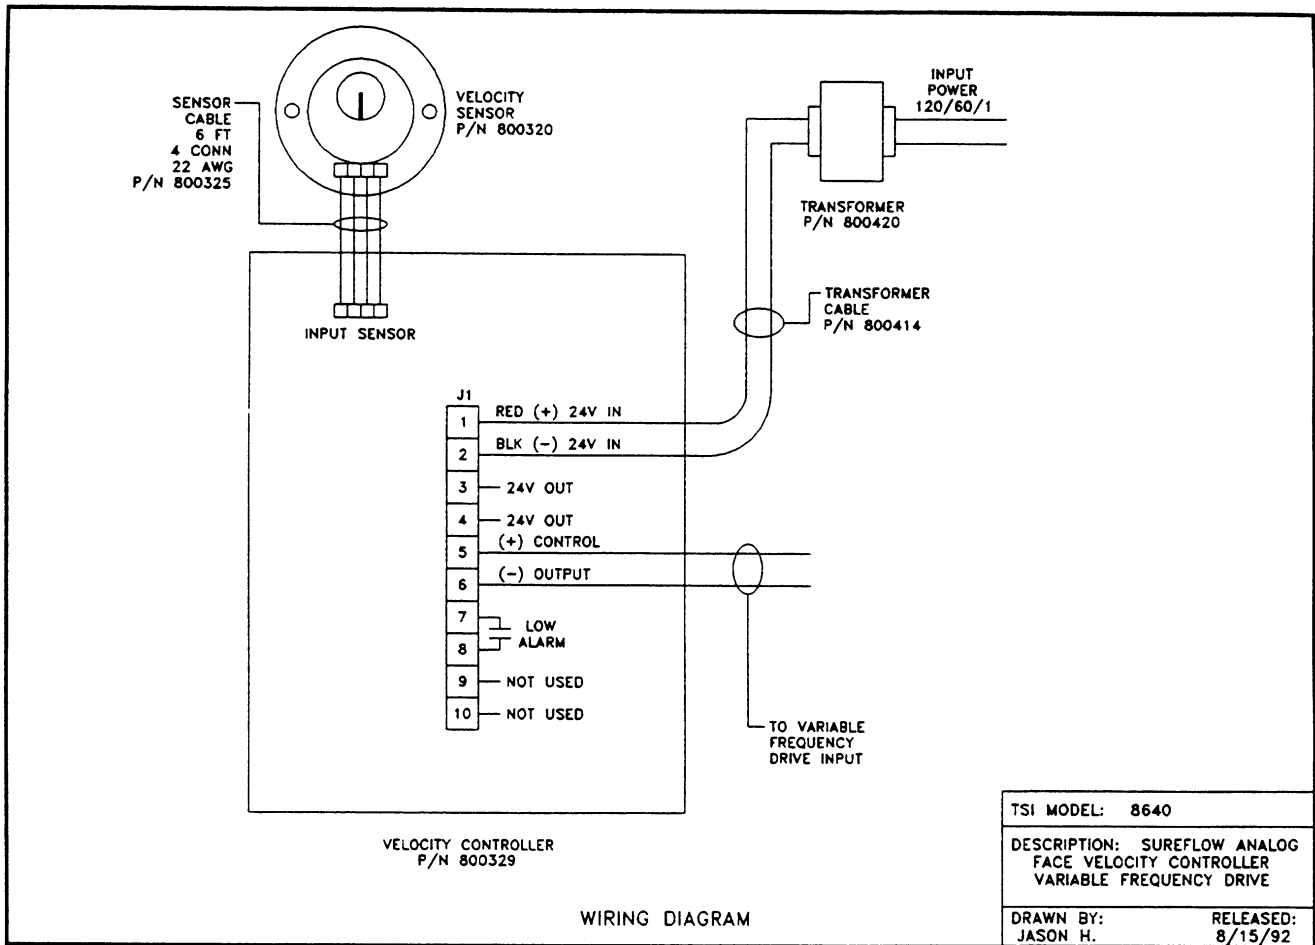 SENSOR
CABLE
6 FT
4 CONN
22 AWG
P/N 800325
VELOCITY
SENSOR
P/N 800320
INPUT
POWER
120/60/1
TRANSFORMER
P/N 800420
TRANSFORMER
CABLE
P/N 800414
INPUT SENSOR
J1
1 RED (+) 24V IN
2 BLK (-) 24V IN
3 24V OUT
4 24V OUT
5 (+) CONTROL
6 (-) OUTPUT
7
LOW
ALARM
8
9 NOT USED
10 NOT USED
TO VARIABLE
FREQUENCY
DRIVE INPUT
VELOCITY CONTROLLER
P/N 800329
WIRING DIAGRAM
TSI MODEL: 8640
DESCRIPTION: SUREFLOW ANALOG
FACE VELOCITY CONTROLLER
VARIABLE FREQUENCY DRIVE
DRAWN BY:
JASON H.
RELEASED:
8/15/92